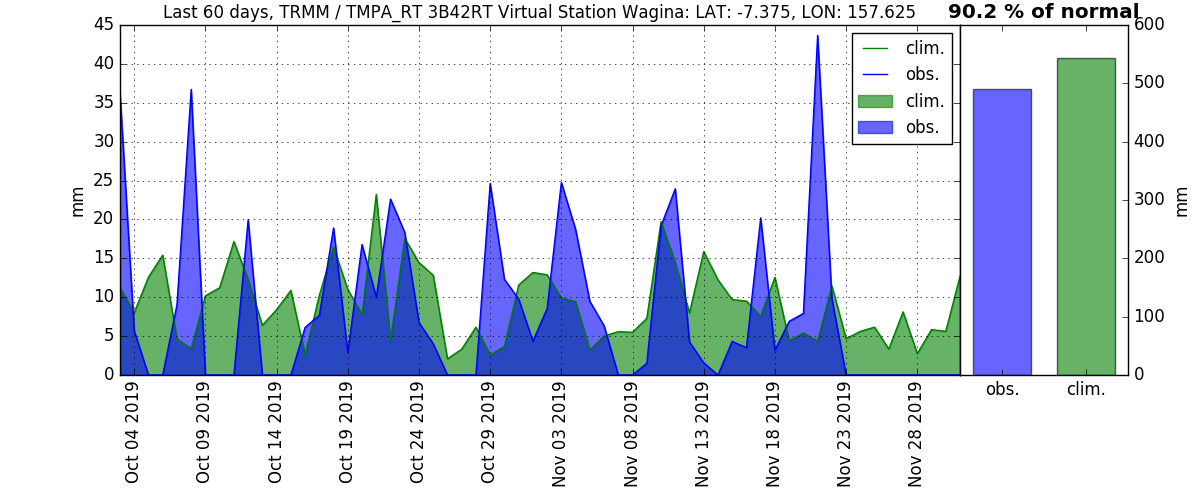 Last 60 days, TRMM / TMPA_RT 3B42RT Virtual Station Wagina: LAT: -7.375, LON: 157.625
90.2 % of normal
45
40
35
30
25
20
15
10
5
0
mm
clim.
obs.
clim.
obs.
600
500
400
300
200
100
0
mm
obs.
clim.
Oct 04 2019
Oct 09 2019
Oct 14 2019
Oct 19 2019
Oct 24 2019
Oct 29 2019
Nov 03 2019
Nov 08 2019
Nov 13 2019
Nov 18 2019
Nov 23 2019
Nov 28 2019